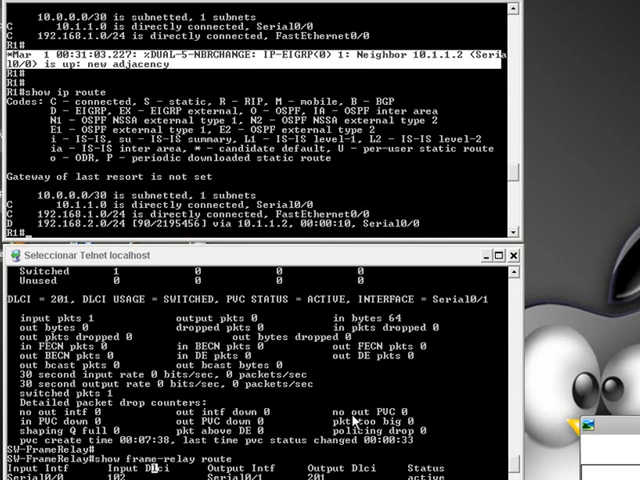 10.0.0.0/30 is subnetted, 1 subnets
C 10.1.1.0 is directly connected, Serial0/0
C 192.168.1.0/24 is directly connected, FastEthernet0/0
R1#
*Mar 1 00:31:03.227: %DUAL-5-NBRCHANGE: IP-EIGRP(0) 1: Neighbor 10.1.1.2 (Seria
l0/0) is up: new adjacency
R1#
R1#
R1#show ip route
Codes: C - connected, S - static, R - RIP, M - mobile, B - BGP
D - EIGRP, EX - EIGRP external, O - OSPF, IA - OSPF inter area
N1 - OSPF NSSA external type 1, N2 - OSPF NSSA external type 2
E1 - OSPF external type 1, E2 - OSPF external type 2
i - IS-IS, su - IS-IS summary, L1 - IS-IS level-1, L2 - IS-IS level-2
ia - IS-IS inter area, * - candidate default, U - per-user static route
o - ODR, P - periodic downloaded static route
Gateway of last resort is not set
10.0.0.0/30 is subnetted, 1 subnets
C 10.1.1.0 is directly connected, Serial0/0
C 192.168.1.0/24 is directly connected, FastEthernet0/0
D 192.168.2.0/24 [90/2195456] via 10.1.1.2, 00:00:10, Serial0/0
R1#_
Seleccionar Telnet localhost
Switched 1 0 0 0
Unused 0 0 0 0
DLCI = 201, DLCI USAGE = SWITCHED, PVC STATUS = ACTIVE, INTERFACE = Serial0/1
input pkts 1 output pkts 0 in bytes 64
out bytes 0 dropped pkts 0 in pkts dropped 0
out pkts dropped 0 out bytes dropped 0
in FECN pkts 0 in BECN pkts 0 out FECN pkts 0
out BECN pkts 0 in DE pkts 0 out DE pkts 0
out bcast pkts 0 out bcast bytes 0
30 second input rate 0 bits/sec, 0 packets/sec
30 second output rate 0 bits/sec, 0 packets/sec
switched pkts 1
Detailed packet drop counters:
no out intf 0 out intf down 0 no out PVC 0
in PVC down 0 out PVC down 0 pkt too big 0
shaping Q full 0 pkt above DE 0 policing drop 0
pvc create time 00:07:38, last time pvc status changed 00:00:33
SW-FrameRelay#
SW-FrameRelay#show frame-relay route
Input Intf Input Dlci Output Intf Output Dlci Status
Serial0/0 102 Serial0/1 201 active